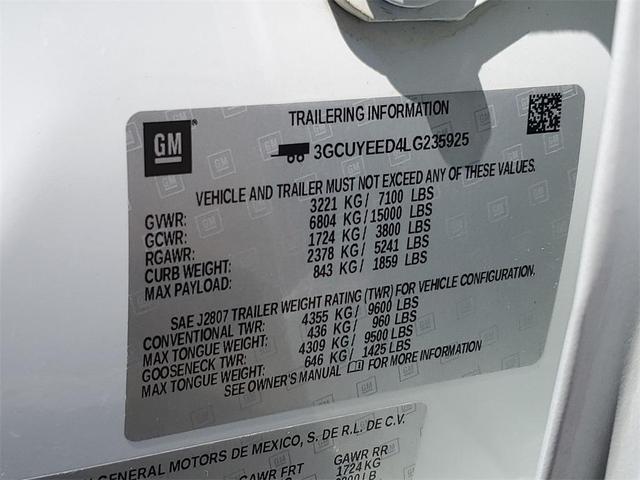 GM
TRAILERING INFORMATION
3GCUYEED4LG235925
VEHICLE AND TRAILER MUST NOT EXCEED ANY OF THESE VALUES.
GVWR: 3221 KG/ 7100 LBS
GCWR: 6804 KG/15000 LBS
RGAWR: 1724 KG/ 3800 LBS
CURB WEIGHT: 2378 KG/ 5241 LBS
MAX PAYLOAD: 843 KG/ 1859 LBS
SAE J2807 TRAILER WEIGHT RATING (TWR) FOR VEHICLE CONFIGURATION.
CONVENTIONAL TWR: 4355 KG/ 9600 LBS
MAX TONGUE WEIGHT: 436 KG/ 960 LBS
GOOSENECK TWR: 4309 KG/ 9500 LBS
MAX TONGUE WEIGHT: 646 KG/ 1425 LBS
SEE OWNER'S MANUAL FOR MORE INFORMATION
GENERAL MOTORS DE MEXICO, S. DE R.L. DE C.V.
GAWR FRT GAWR RR
1724 KG